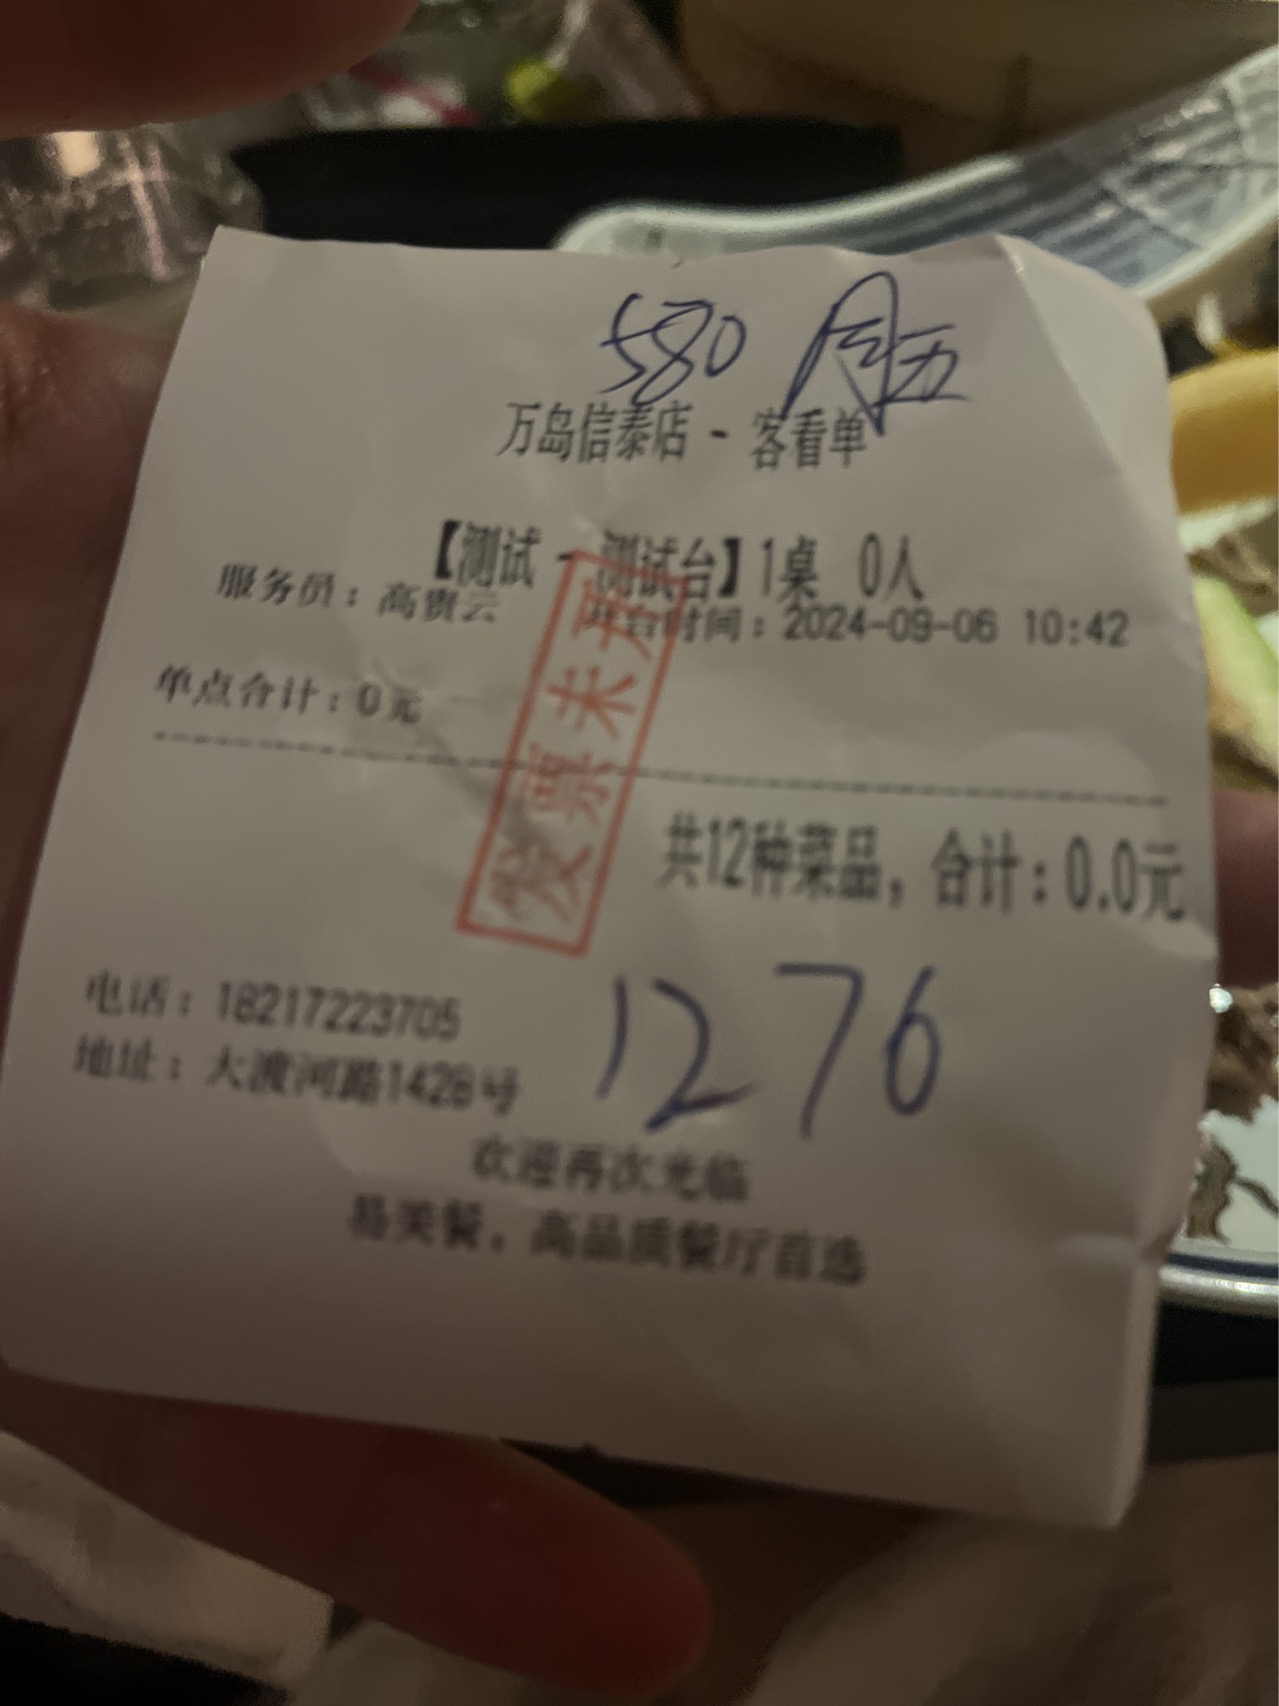 580 周五
万岛信泰店 - 客看单
【测试 - 测试台】1桌 0人
服务员：高贵云 开台时间：2024-09-06 10:42
单点合计：0元
发票未开
共12种菜品，合计：0.0元
电话：18217223705
地址：大渡河路1428号
1276
欢迎再次光临
易美餐，高品质餐厅首选